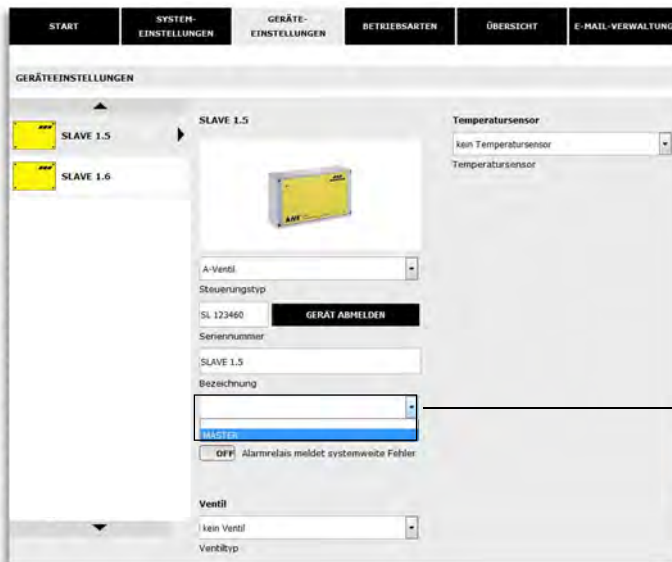 START
SYSTEM-
EINSTELLUNGEN
GERÄTE-
EINSTELLUNGEN
BETRIEBSARTEN
ÜBERSICHT
E-MAIL-VERWALTUNG
GERÄTEEINSTELLUNGEN
SLAVE 1.5
SLAVE 1.6
SLAVE 1.5
A-Ventil
Steuerungstyp
SL 123460
GERÄT ABMELDEN
Seriennummer
SLAVE 1.5
Bezeichnung
MASTER
OFF Alarmrelais meldet systemweite Fehler
Ventil
kein Ventil
Ventiltyp
Temperatursensor
kein Temperatursensor
Temperatursensor